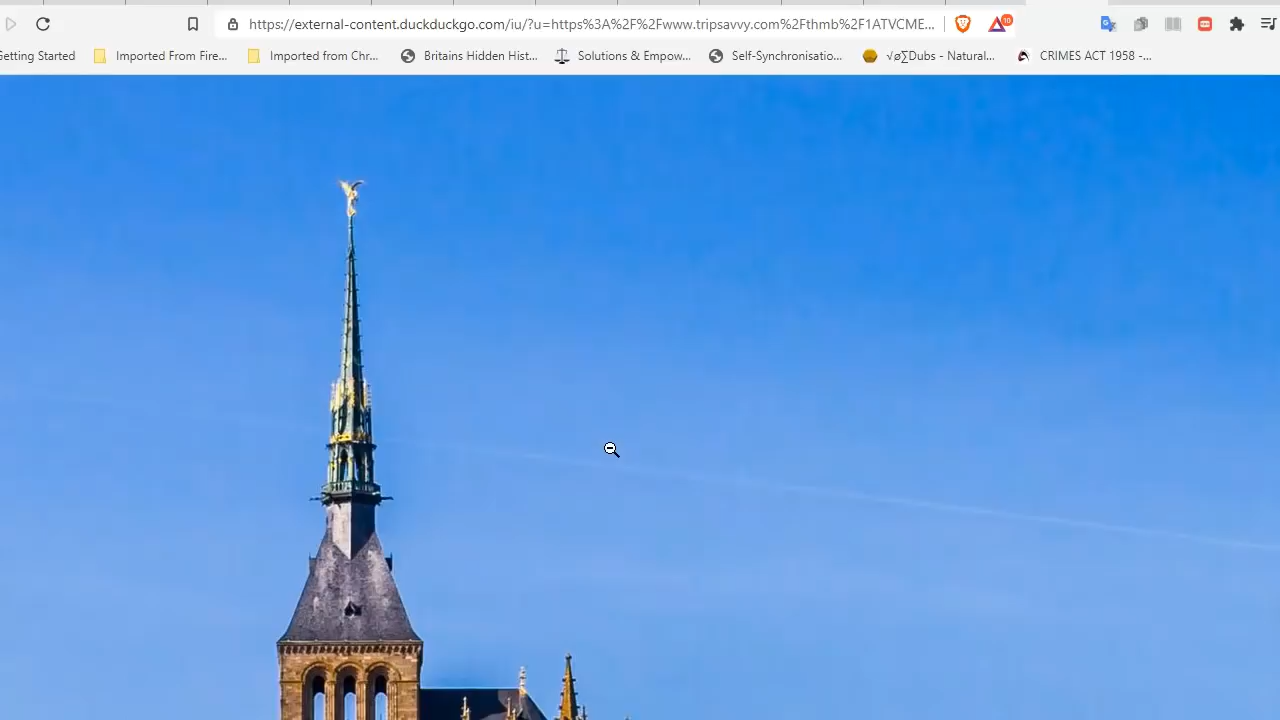 https://external-content.duckduckgo.com/iu/?u=https%3A%2F%2Fwww.tripsavvy.com%2Fthmb%2F1ATVCME...
10
Getting Started Imported From Fire... Imported from Chr... Britains Hidden Hist... Solutions & Empow... Self-Synchronisatio... √ø∑Dubs - Natural... CRIMES ACT 1958 -...